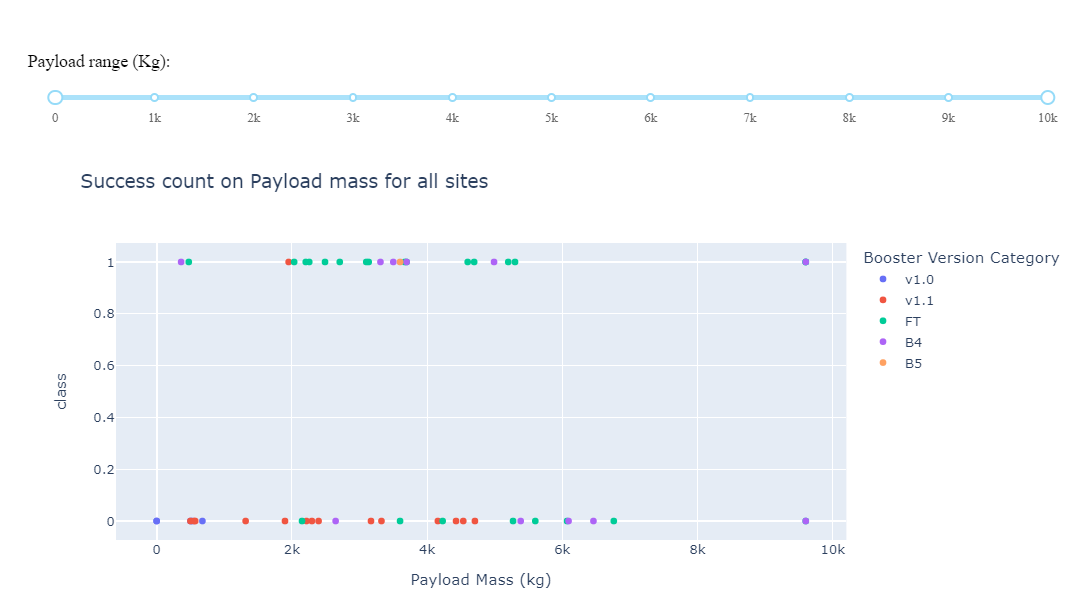 Payload range (Kg):
0 1k 2k 3k 4k 5k 6k 7k 8k 9k 10k
Success count on Payload mass for all sites
Booster Version Category
v1.0
v1.1
FT
B4
B5
1
0.8
0.6
0.4
0.2
0
class
0 2k 4k 6k 8k 10k
Payload Mass (kg)